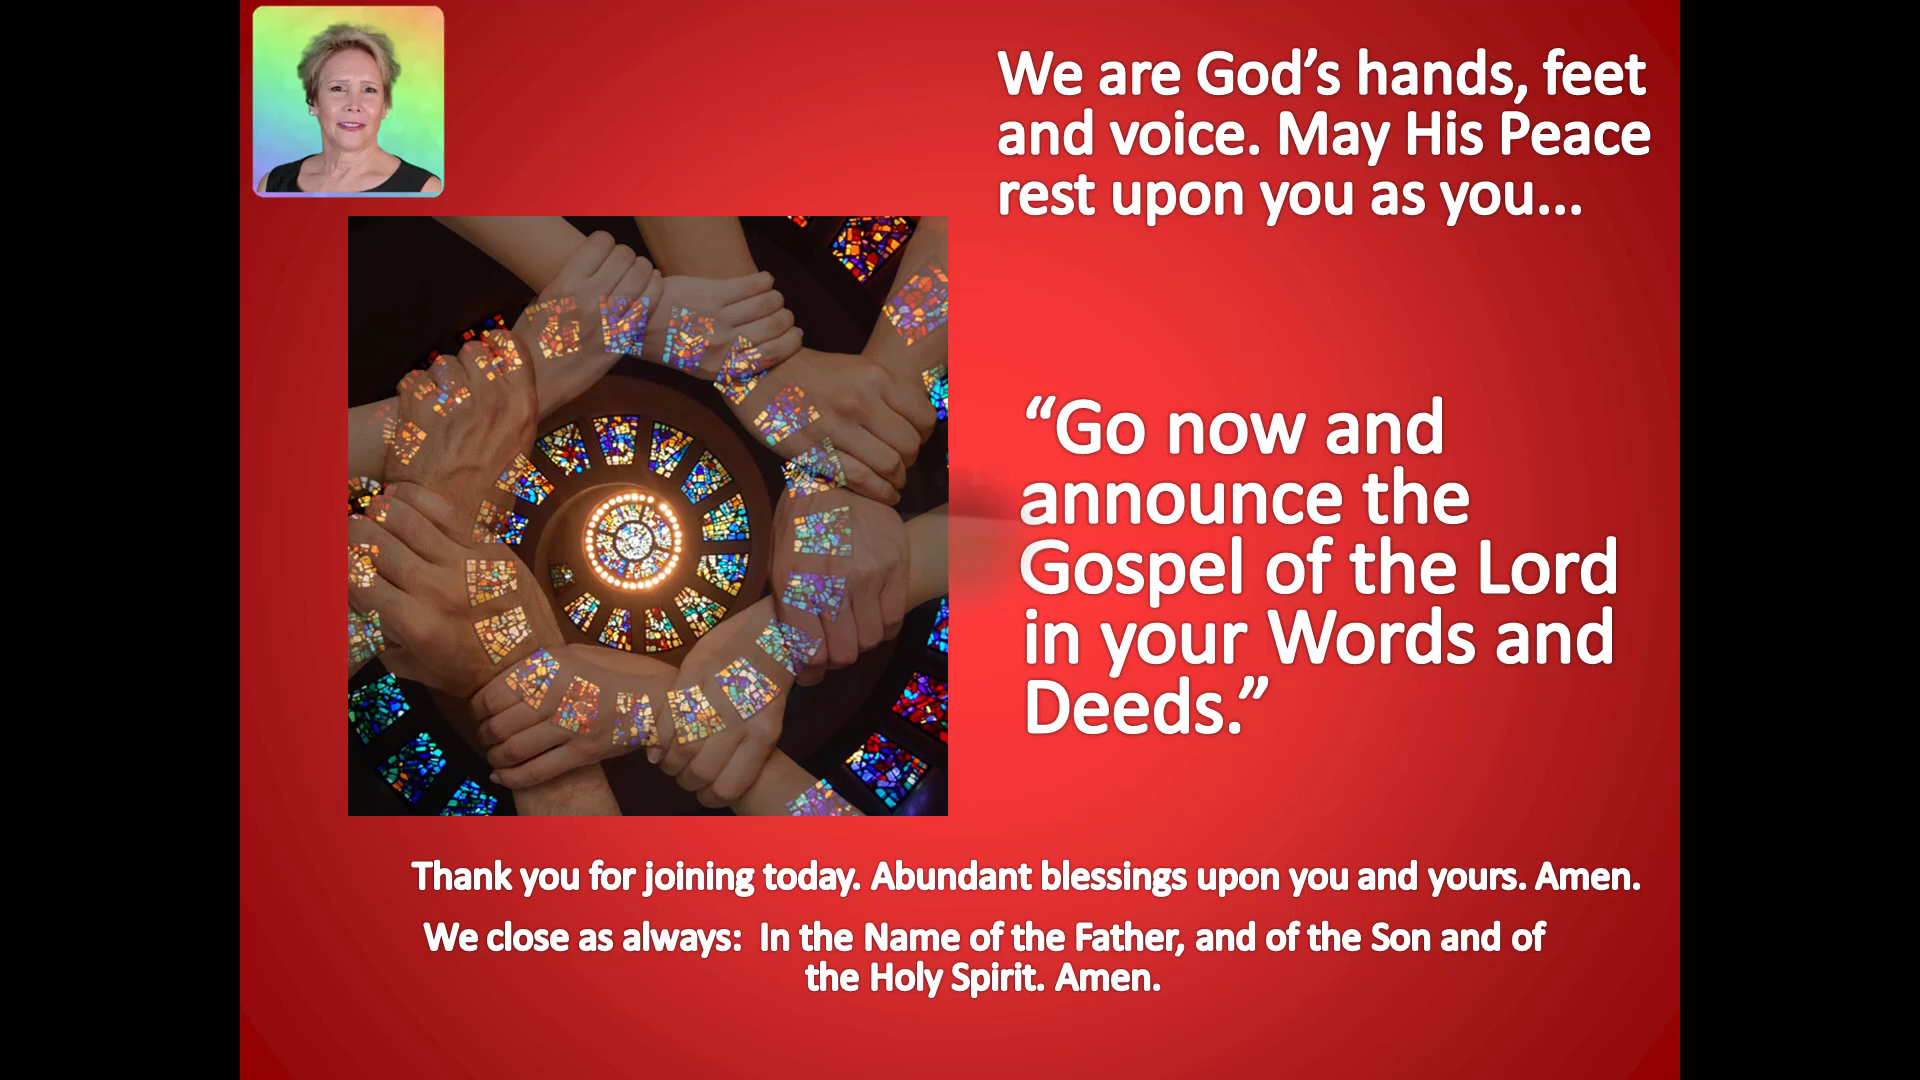 We are God’s hands, feet
and voice. May His Peace
rest upon you as you...
“Go now and
announce the
Gospel of the Lord
in your Words and
Deeds.”
Thank you for joining today. Abundant blessings upon you and yours. Amen.
We close as always:  In the Name of the Father, and of the Son and of
the Holy Spirit. Amen.